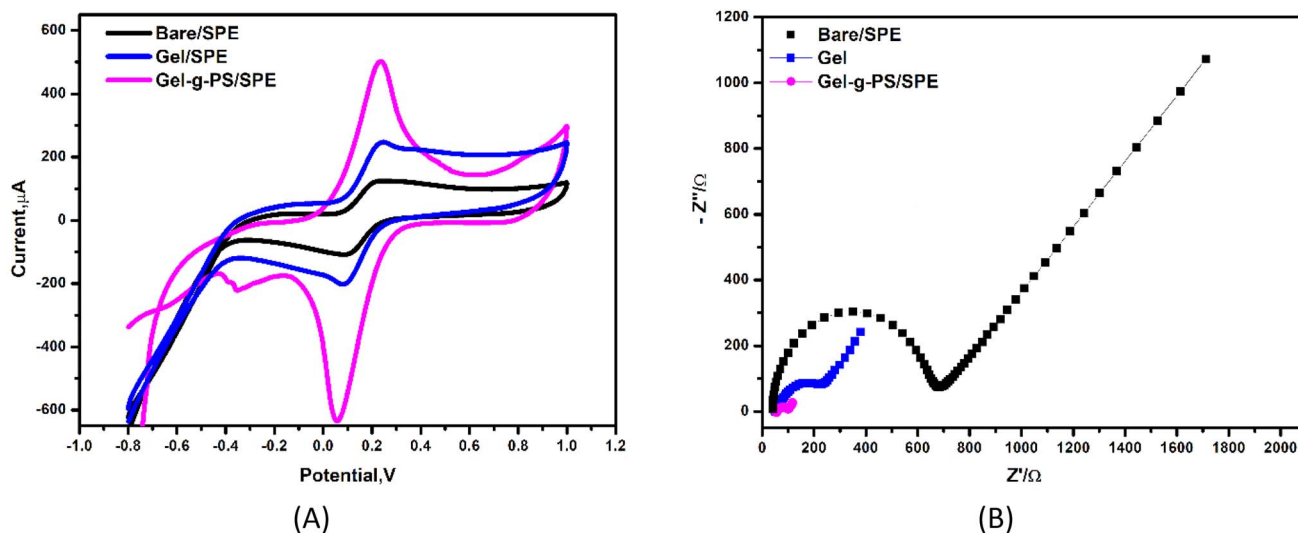 600
400
200
0
-200
-400
-600
Current,μA
Bare/SPE
Gel/SPE
Gel-g-PS/SPE
-1.0 -0.8 -0.6 -0.4 -0.2 0.0 0.2 0.4 0.6 0.8 1.0 1.2
Potential,V
(A)
1200
1000
800
600
400
200
0
- Z"/Ω
Bare/SPE
Gel
Gel-g-PS/SPE
0 200 400 600 800 1000 1200 1400 1600 1800 2000
Z'/Ω
(B)